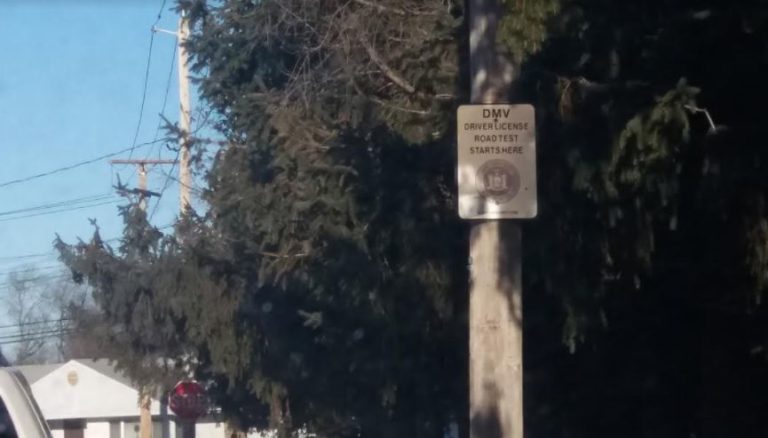 DMV
DRIVER LICENSE
ROAD TEST
STARTS HERE